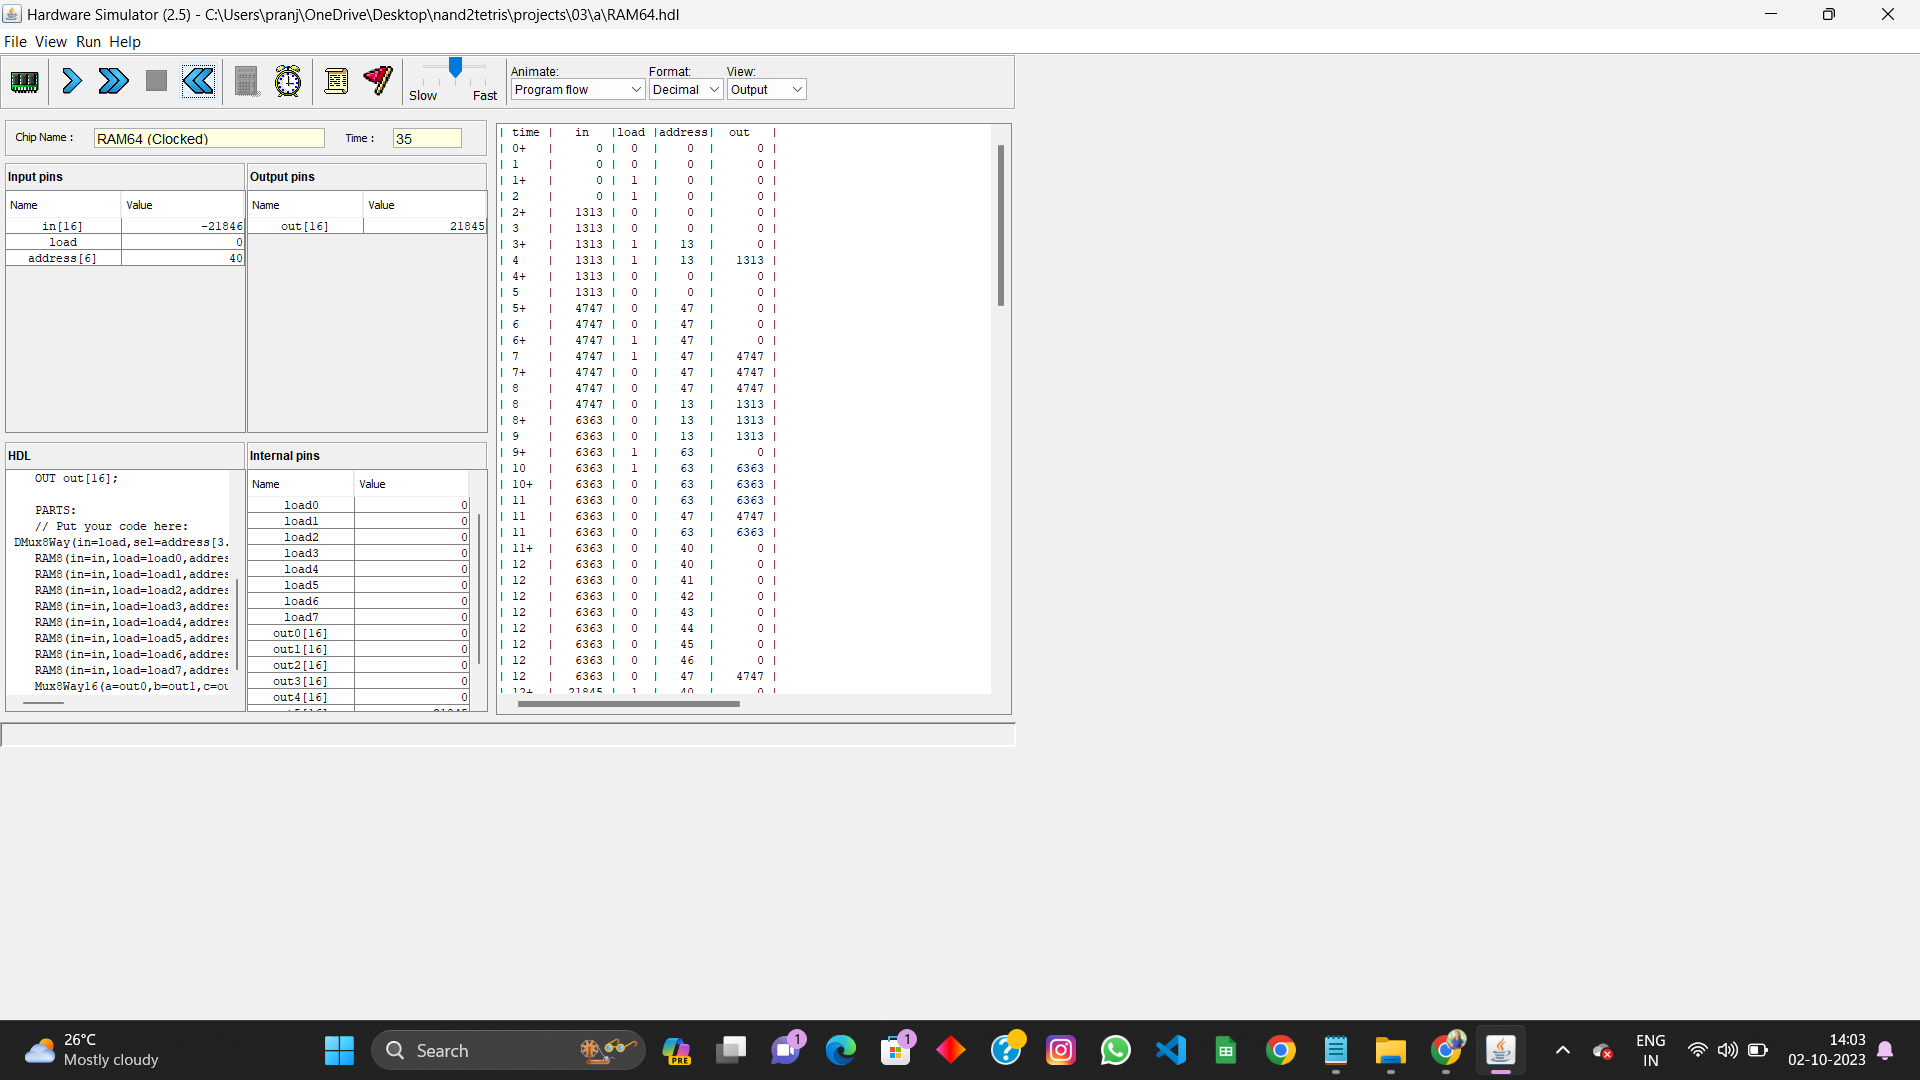 Hardware Simulator (2.5) - C:\Users\pranj\OneDrive\Desktop\nand2tetris\projects\03\a\RAM64.hdl
File View Run Help
Slow Fast
Animate: Format: View:
Program flow Decimal Output
Chip Name : RAM64 (Clocked) Time : 35
Input pins
Name Value
in[16] -21846
load 0
address[6] 40
Output pins
Name Value
out[16] 21845
HDL
OUT out[16];
PARTS:
// Put your code here:
DMux8Way(in=load,sel=address[3.
RAM8(in=in,load=load0,addres
RAM8(in=in,load=load1,addres
RAM8(in=in,load=load2,addres
RAM8(in=in,load=load3,addres
RAM8(in=in,load=load4,addres
RAM8(in=in,load=load5,addres
RAM8(in=in,load=load6,addres
RAM8(in=in,load=load7,addres
Mux8Way16(a=out0,b=out1,c=ou
Internal pins
Name Value
load0 0
load1 0
load2 0
load3 0
load4 0
load5 0
load6 0
load7 0
out0[16] 0
out1[16] 0
out2[16] 0
out3[16] 0
out4[16] 0
| time | in |load |address| out |
| 0+ | 0 | 0 | 0 | 0 |
| 1 | 0 | 0 | 0 | 0 |
| 1+ | 0 | 1 | 0 | 0 |
| 2 | 0 | 1 | 0 | 0 |
| 2+ | 1313 | 0 | 0 | 0 |
| 3 | 1313 | 0 | 0 | 0 |
| 3+ | 1313 | 1 | 13 | 0 |
| 4 | 1313 | 1 | 13 | 1313 |
| 4+ | 1313 | 0 | 0 | 0 |
| 5 | 1313 | 0 | 0 | 0 |
| 5+ | 4747 | 0 | 47 | 0 |
| 6 | 4747 | 0 | 47 | 0 |
| 6+ | 4747 | 1 | 47 | 0 |
| 7 | 4747 | 1 | 47 | 4747 |
| 7+ | 4747 | 0 | 47 | 4747 |
| 8 | 4747 | 0 | 47 | 4747 |
| 8 | 4747 | 0 | 13 | 1313 |
| 8+ | 6363 | 0 | 13 | 1313 |
| 9 | 6363 | 0 | 13 | 1313 |
| 9+ | 6363 | 1 | 63 | 0 |
| 10 | 6363 | 1 | 63 | 6363 |
| 10+ | 6363 | 0 | 63 | 6363 |
| 11 | 6363 | 0 | 63 | 6363 |
| 11 | 6363 | 0 | 47 | 4747 |
| 11 | 6363 | 0 | 63 | 6363 |
| 11+ | 6363 | 0 | 40 | 0 |
| 12 | 6363 | 0 | 40 | 0 |
| 12 | 6363 | 0 | 41 | 0 |
| 12 | 6363 | 0 | 42 | 0 |
| 12 | 6363 | 0 | 43 | 0 |
| 12 | 6363 | 0 | 44 | 0 |
| 12 | 6363 | 0 | 45 | 0 |
| 12 | 6363 | 0 | 46 | 0 |
| 12 | 6363 | 0 | 47 | 4747 |
| 12+ | 21845 | 1 | 40 | 0 |
26°C
Mostly cloudy
Search
PRE
1
1
ENG
IN
14:03
02-10-2023